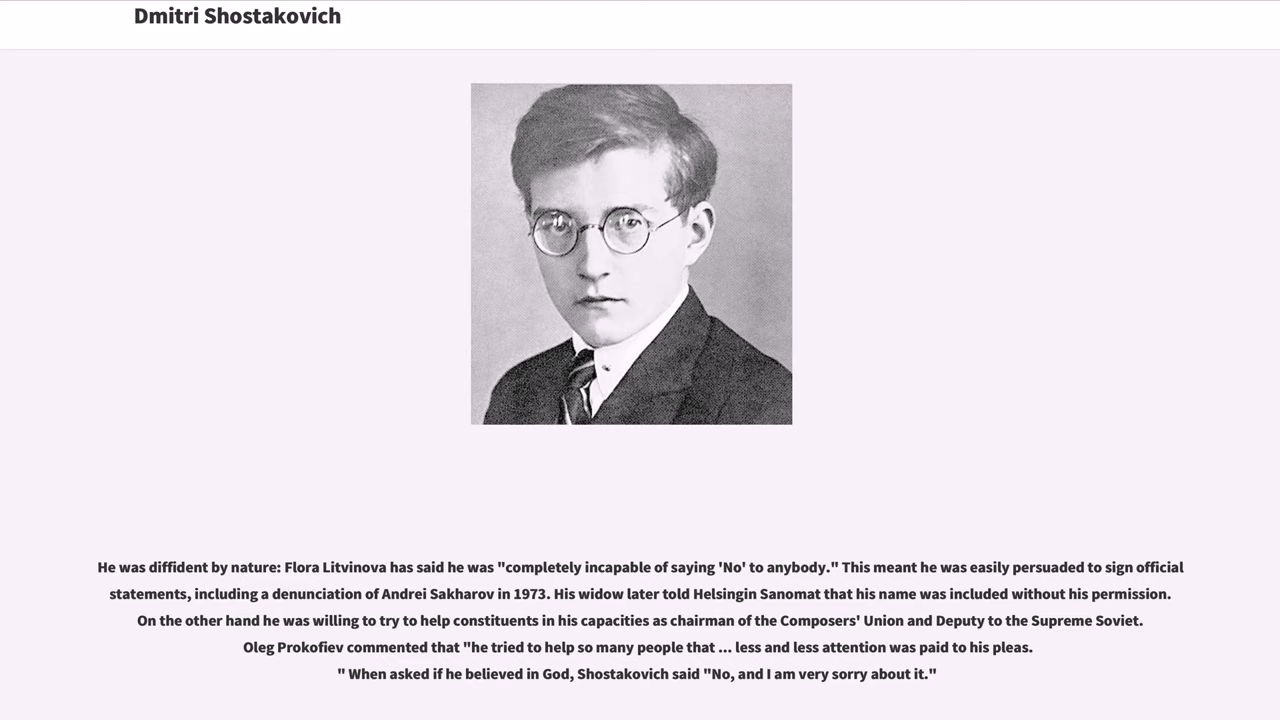 Dmitri Shostakovich
He was diffident by nature: Flora Litvinova has said he was "completely incapable of saying 'No' to anybody." This meant he was easily persuaded to sign official
statements, including a denunciation of Andrei Sakharov in 1973. His widow later told Helsingin Sanomat that his name was included without his permission.
On the other hand he was willing to try to help constituents in his capacities as chairman of the Composers' Union and Deputy to the Supreme Soviet.
Oleg Prokofiev commented that "he tried to help so many people that ... less and less attention was paid to his pleas.
" When asked if he believed in God, Shostakovich said "No, and I am very sorry about it."